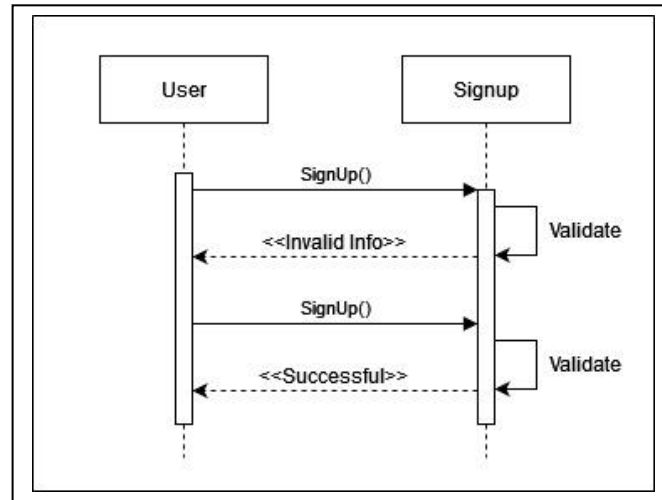 User
Signup
SignUp()
Validate
<<Invalid Info>>
SignUp()
Validate
<<Successful>>